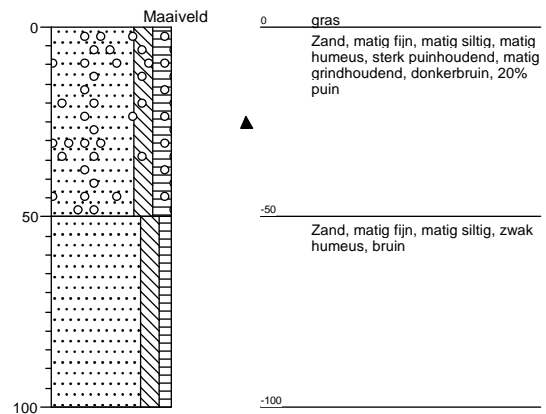 Maaiveld
0
0
gras
Zand, matig fijn, matig siltig, matig
humeus, sterk puinhoudend, matig
grindhoudend, donkerbruin, 20%
puin
50
-50
Zand, matig fijn, matig siltig, zwak
humeus, bruin
100
-100